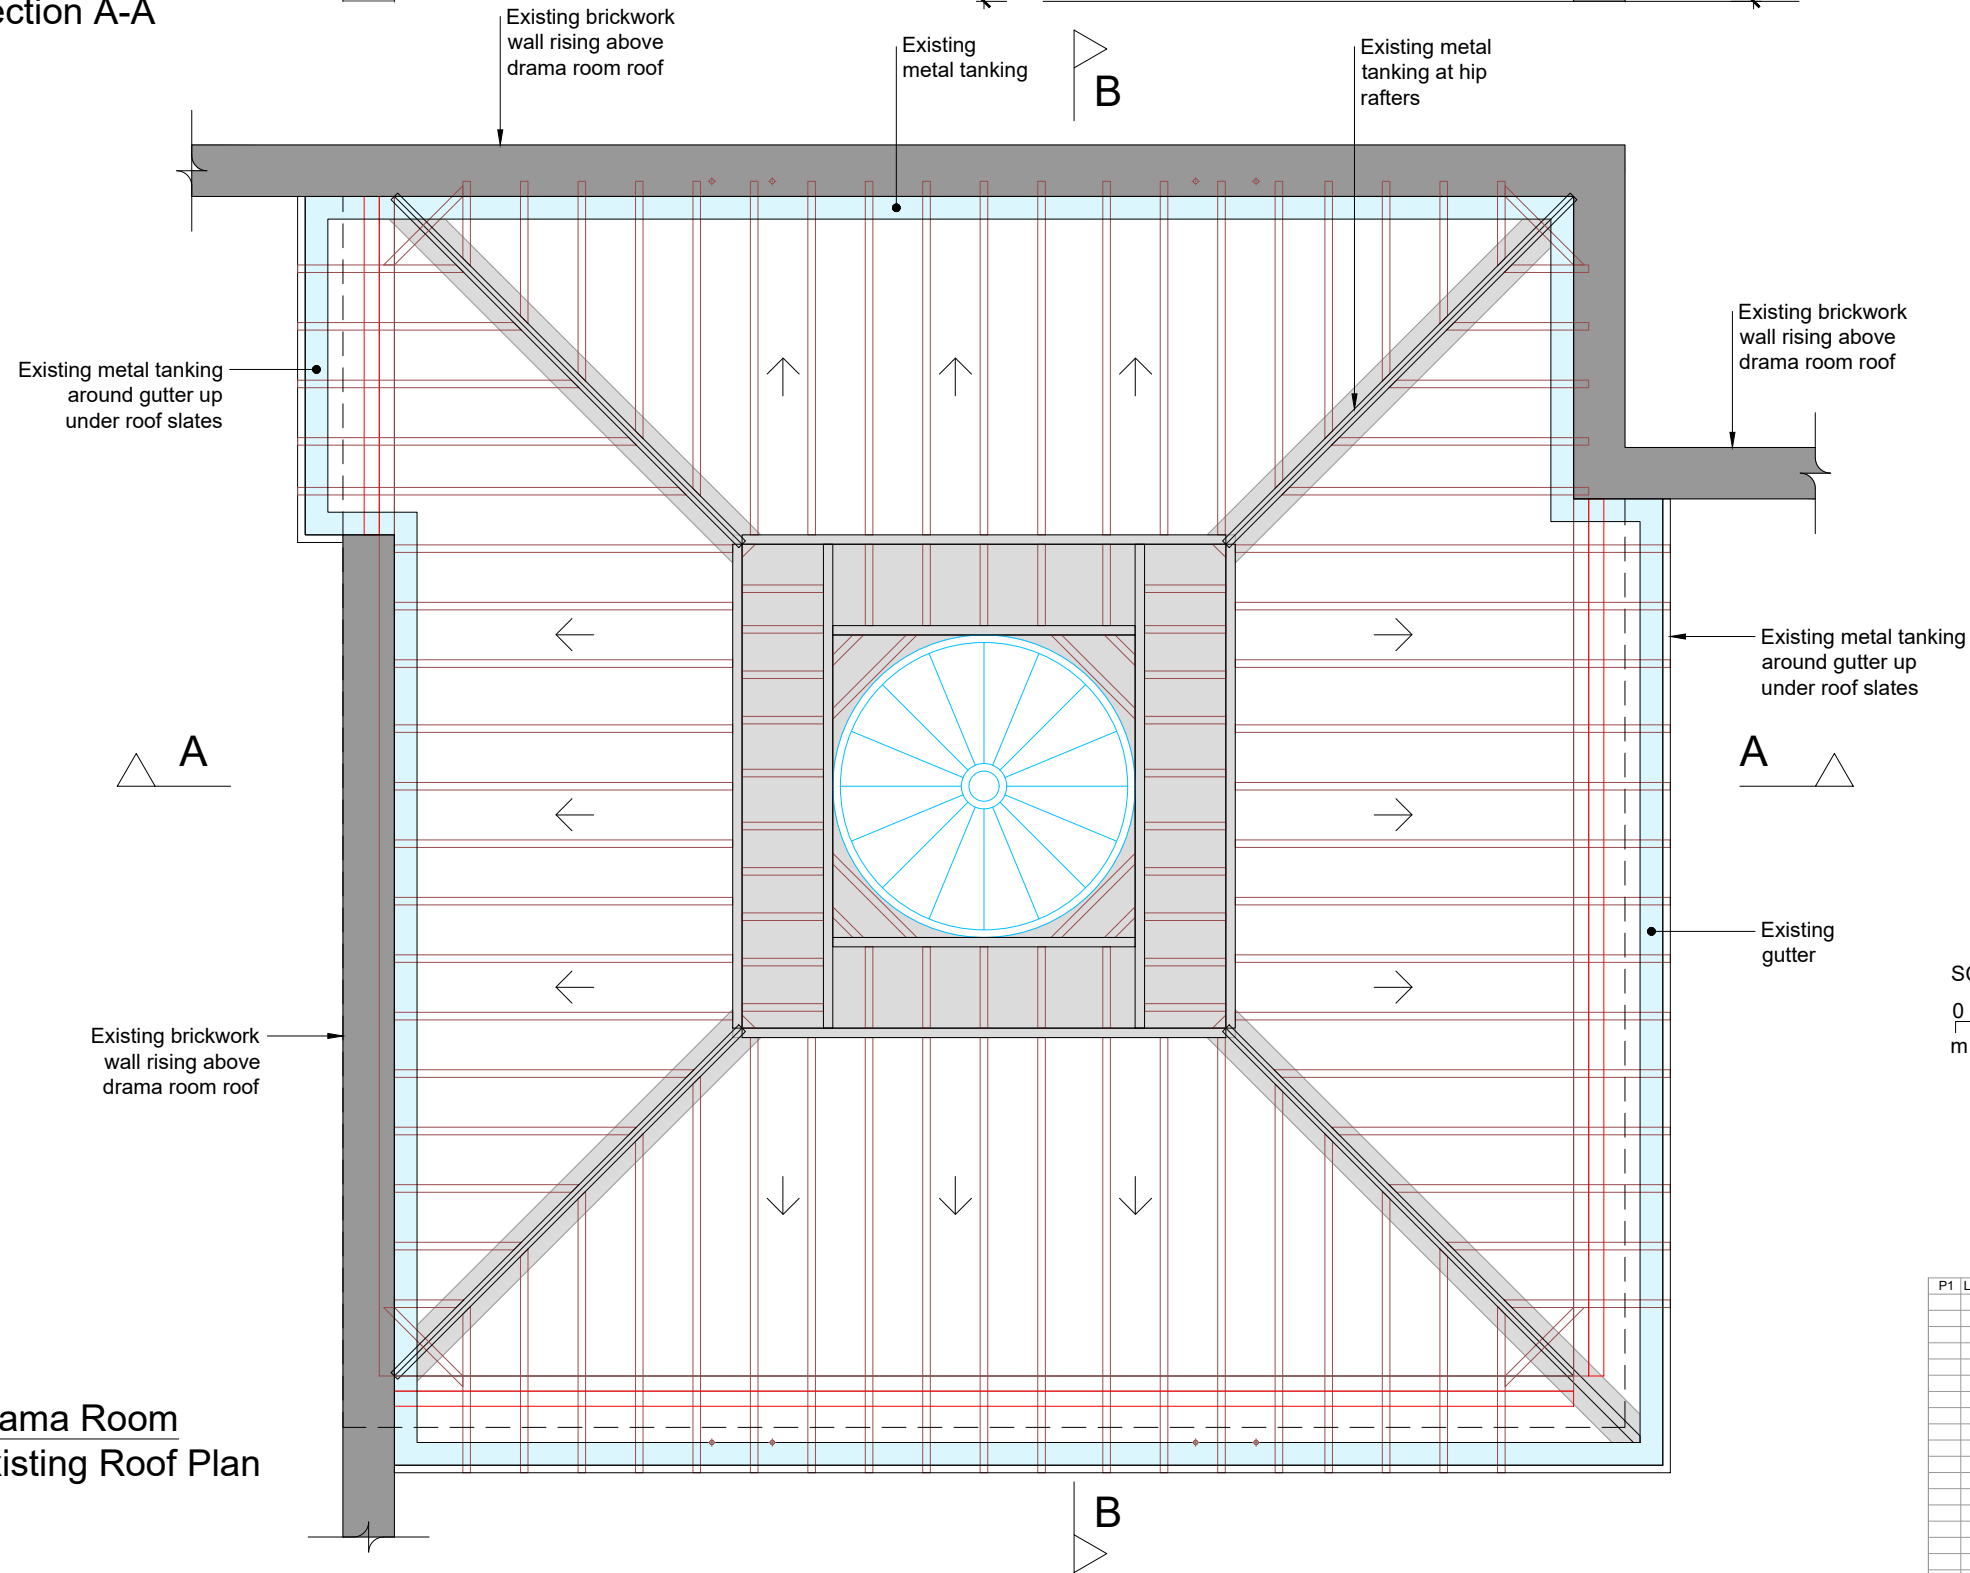 ection A-A
Existing brickwork
wall rising above
drama room roof
Existing
metal tanking
B
Existing metal
tanking at hip
rafters
Existing brickwork
wall rising above
drama room roof
Existing metal tanking
around gutter up
under roof slates
Existing metal tanking
around gutter up
under roof slates
A
A
Existing
gutter
0
m
Existing brickwork
wall rising above
drama room roof
P1
ama Room
isting Roof Plan
B